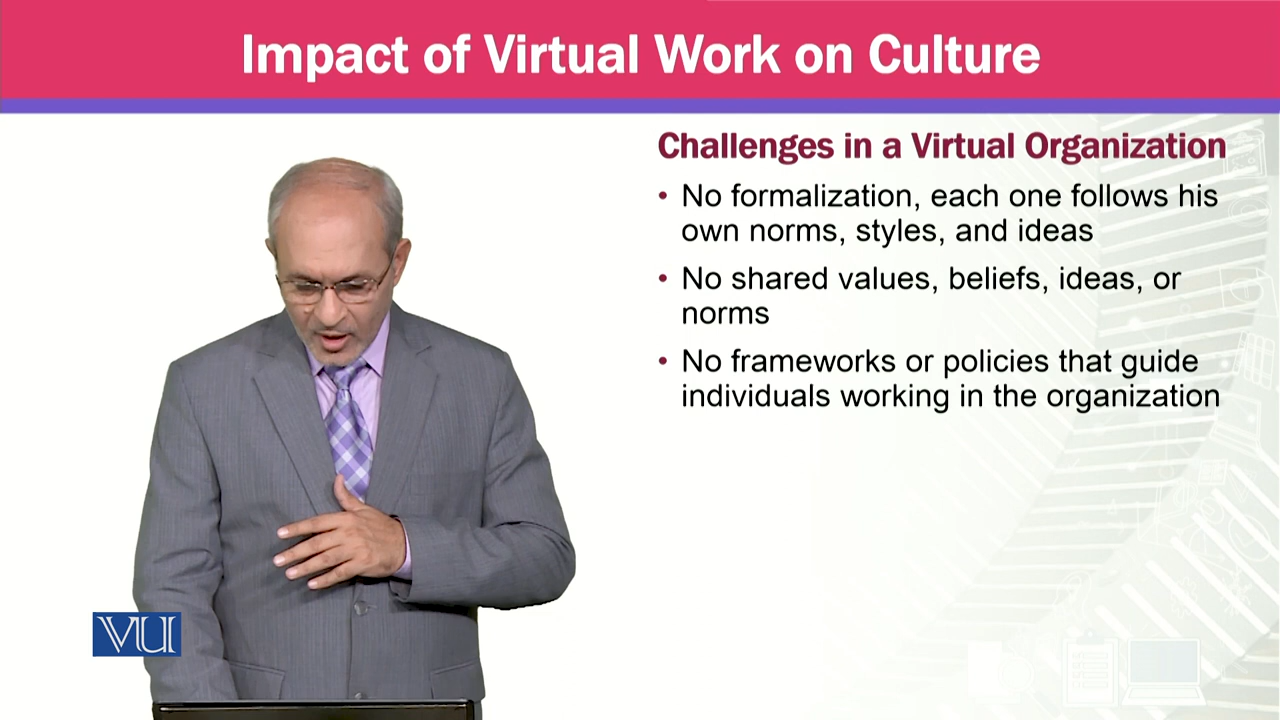 Impact of Virtual Work on Culture
Challenges in a Virtual Organization
• No formalization, each one follows his
own norms, styles, and ideas
• No shared values, beliefs, ideas, or
norms
• No frameworks or policies that guide
individuals working in the organization
VU